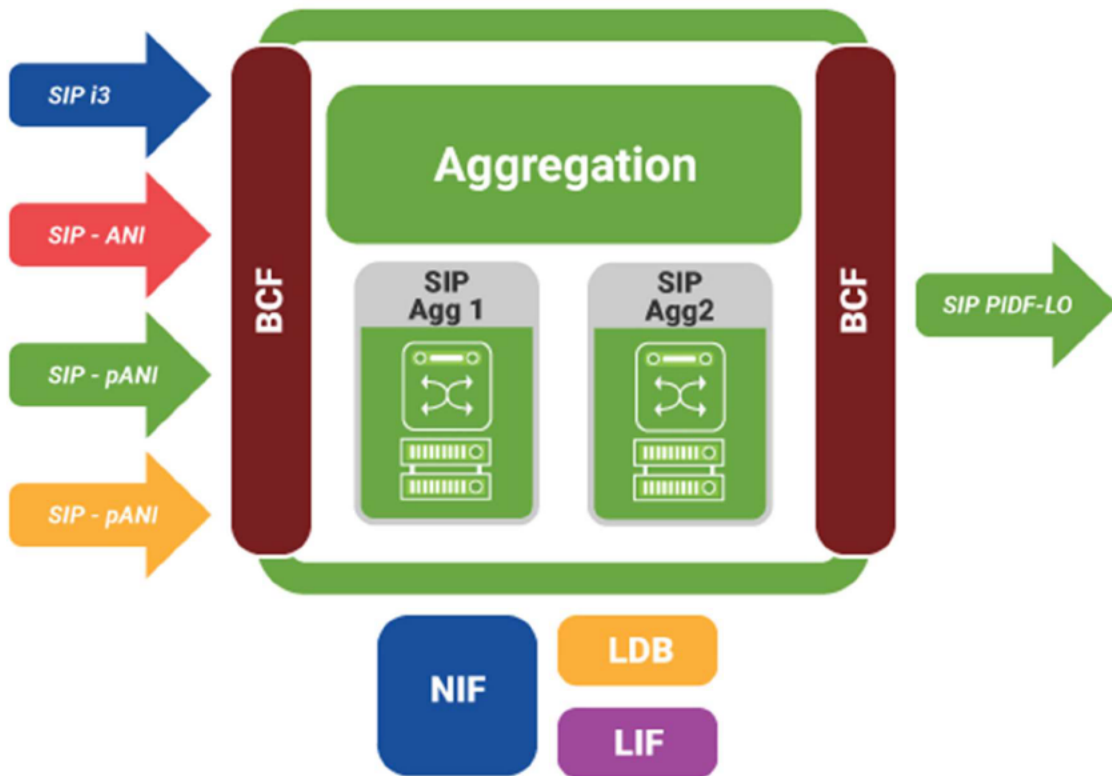 SIP i3
SIP - ANI
SIP - pANI
SIP - pANI
BCF
Aggregation
SIP
Agg 1
SIP
Agg2
BCF
SIP PIDF-LO
NIF
LDB
LIF